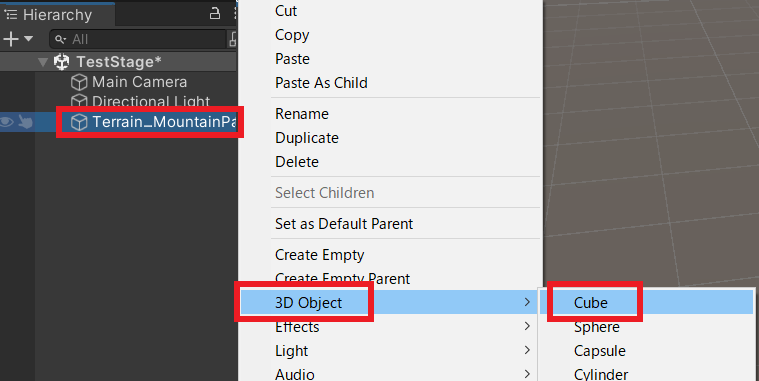 Hierarchy
All
TestStage*
Main Camera
Directional Light
Terrain_MountainPa
Cut
Copy
Paste
Paste As Child
Rename
Duplicate
Delete
Select Children
Set as Default Parent
Create Empty
Create Empty Parent
3D Object
Effects
Light
Audio
Cube
Sphere
Capsule
Cylinder